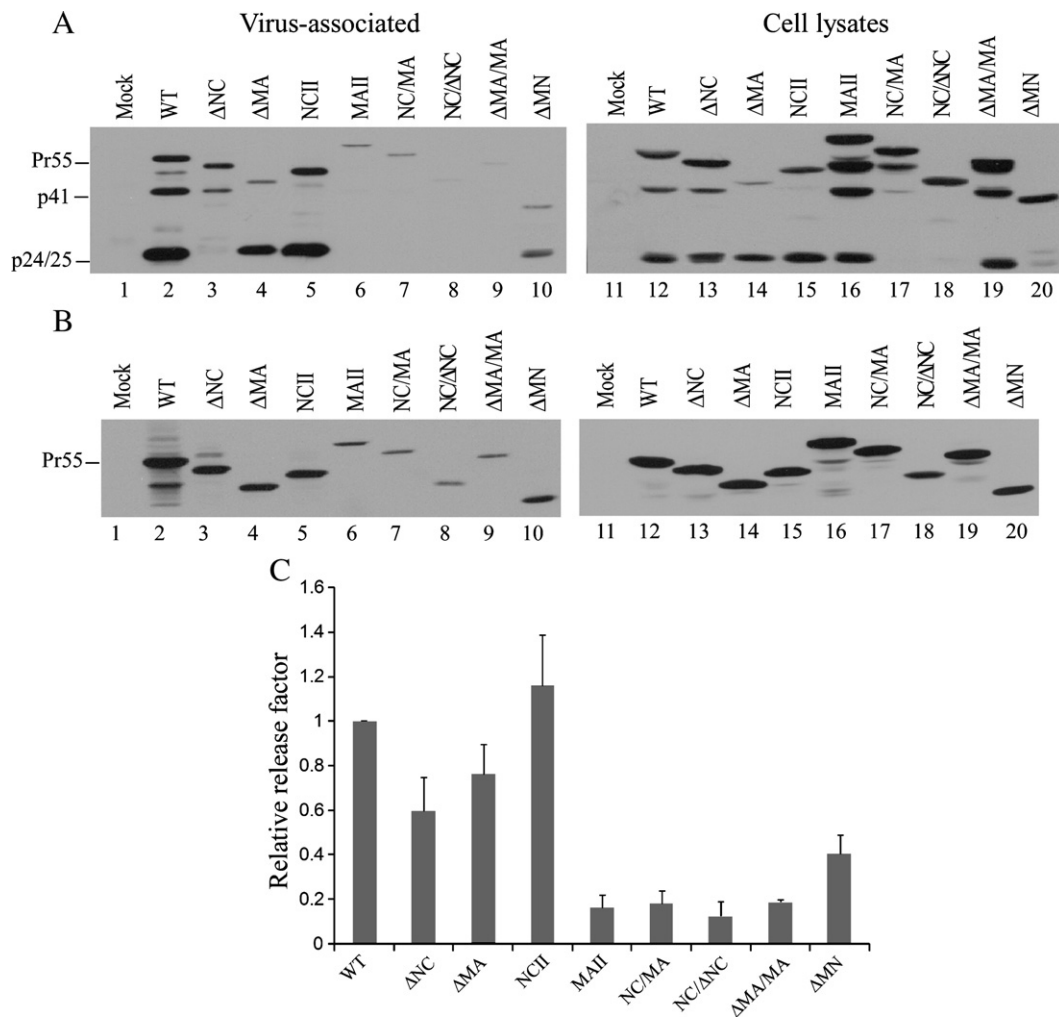 A
Virus-associated
Cell lysates
Mock WT ΔNC ΔMA NCII MAII NC/MA NC/ΔNC ΔMA/MA ΔMN
Mock WT ΔNC ΔMA NCII MAII NC/MA NC/ΔNC ΔMA/MA ΔMN
Pr55
p41
p24/25
1 2 3 4 5 6 7 8 9 10
11 12 13 14 15 16 17 18 19 20
B
Mock WT ΔNC ΔMA NCII MAII NC/MA NC/ΔNC ΔMA/MA ΔMN
Mock WT ΔNC ΔMA NCII MAII NC/MA NC/ΔNC ΔMA/MA ΔMN
Pr55
1 2 3 4 5 6 7 8 9 10
11 12 13 14 15 16 17 18 19 20
C
Relative release factor
1.6
1.4
1.2
1
0.8
0.6
0.4
0.2
0
WT ΔNC ΔMA NCII MAII NC/MA NC/ΔNC ΔMA/MA ΔMN